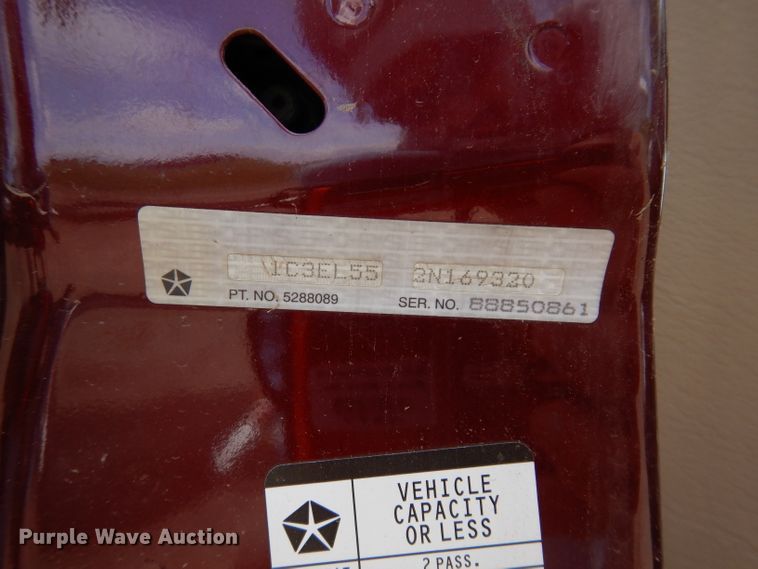 1C3EL55 2N169320
PT. NO. 5288089 SER. NO. 88850861
VEHICLE
CAPACITY
OR LESS
2 PASS.
Purple Wave Auction